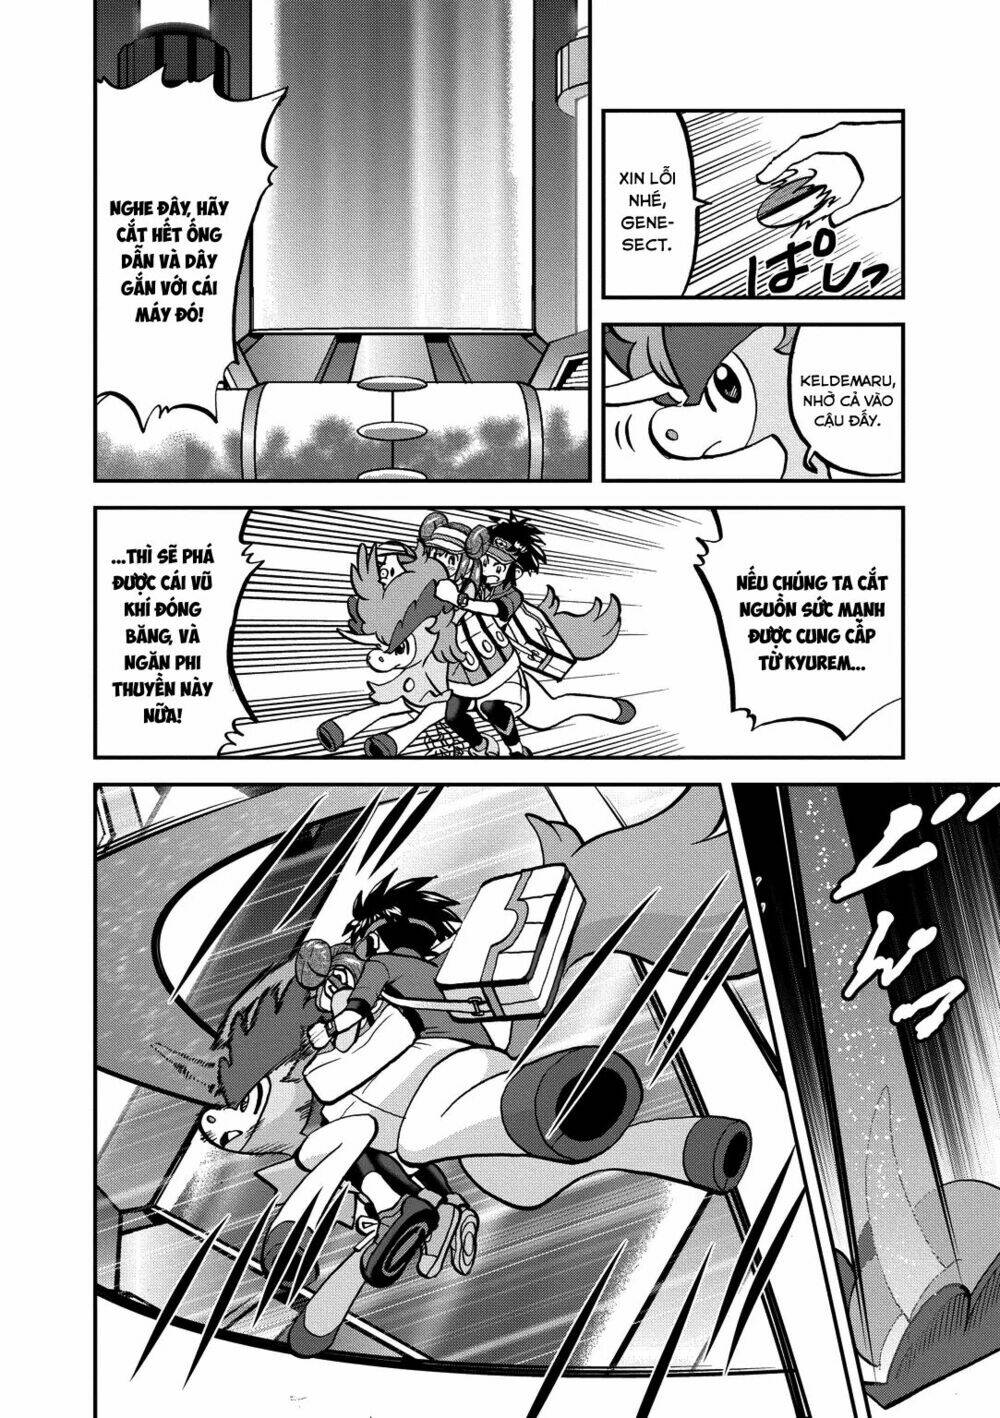 XIN LỖI
NHÉ,
GENE-
SECT.
ぱしっ
KELDEMARU,
NHỜ CẢ VÀO
CẬU ĐẤY.
NGHE ĐÂY, HÃY
CẮT HẾT ỐNG
DẪN VÀ DÂY
GẮN VỚI CÁI
MÁY ĐÓ!
NẾU CHÚNG TA CẮT
NGUỒN SỨC MẠNH
ĐƯỢC CUNG CẤP
TỪ KYUREM...
...THÌ SẼ PHÁ
ĐƯỢC CÁI VŨ
KHÍ ĐÓNG
BĂNG, VÀ
NGĂN PHI
THUYỀN NÀY
NỮA!